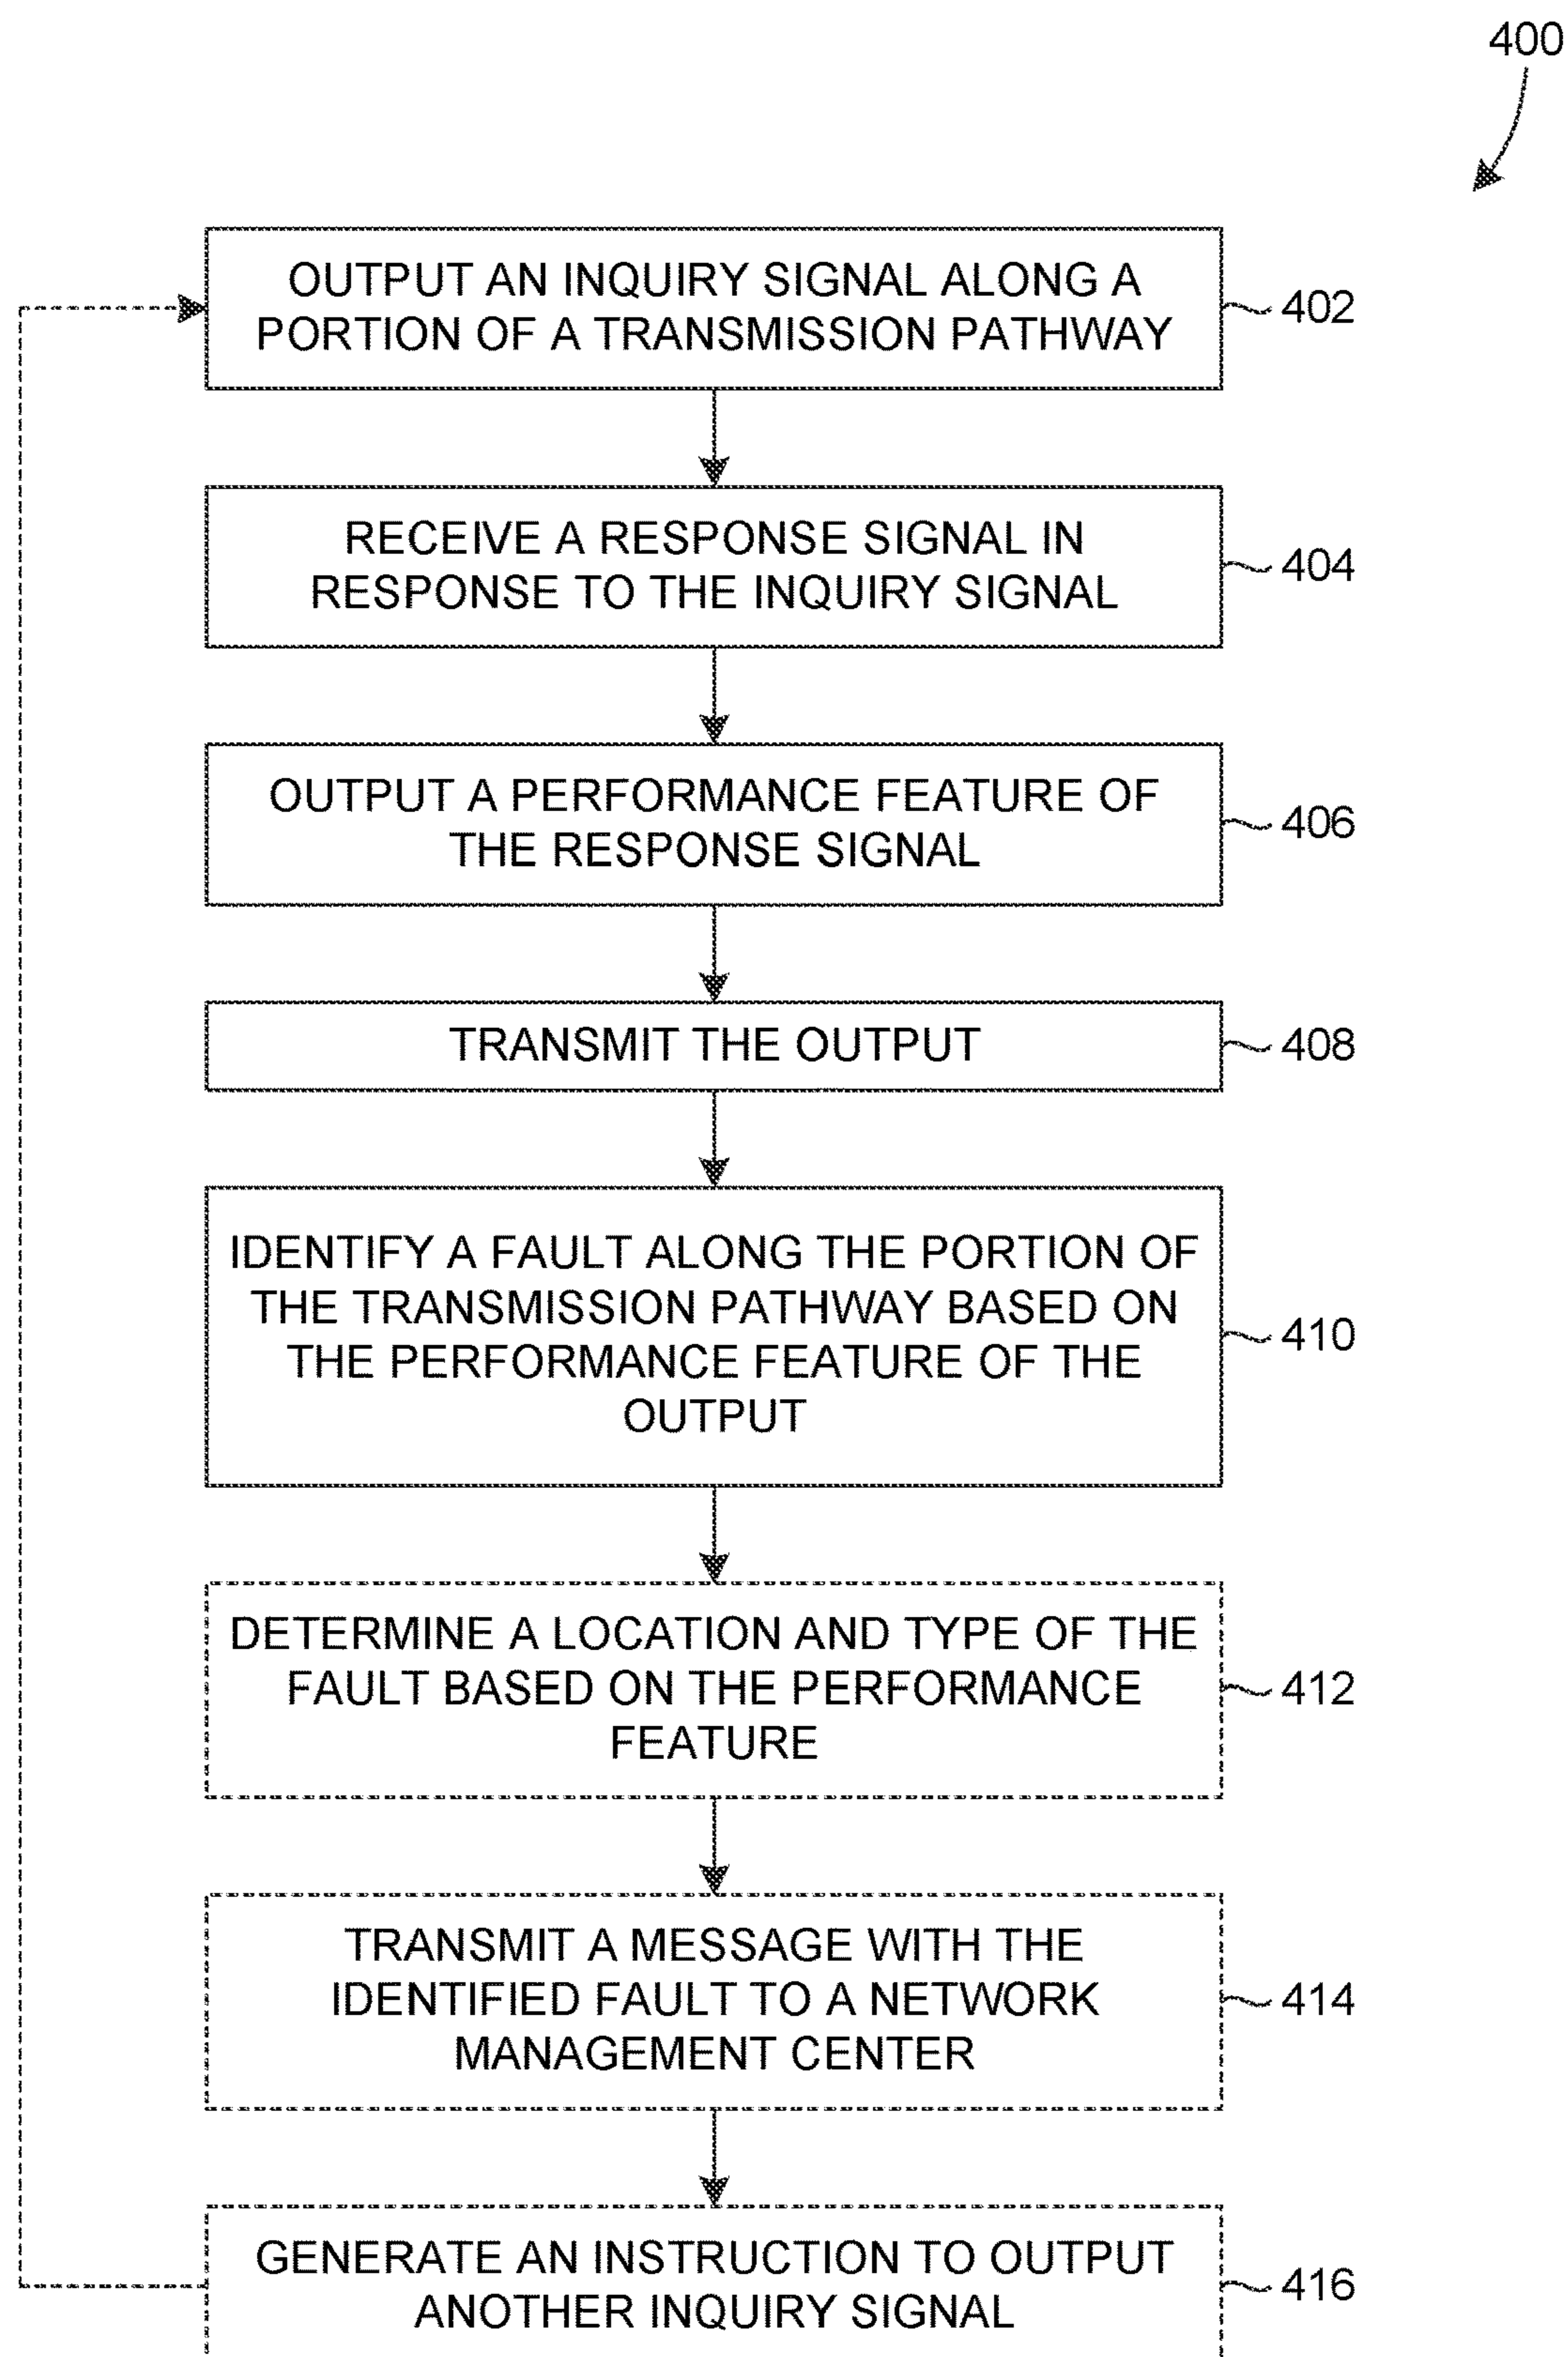 400
OUTPUT AN INQUIRY SIGNAL ALONG A
PORTION OF A TRANSMISSION PATHWAY
402
RECEIVE A RESPONSE SIGNAL IN
RESPONSE TO THE INQUIRY SIGNAL
404
OUTPUT A PERFORMANCE FEATURE OF
THE RESPONSE SIGNAL
406
TRANSMIT THE OUTPUT
408
IDENTIFY A FAULT ALONG THE PORTION OF
THE TRANSMISSION PATHWAY BASED ON
THE PERFORMANCE FEATURE OF THE
OUTPUT
410
DETERMINE A LOCATION AND TYPE OF THE
FAULT BASED ON THE PERFORMANCE
FEATURE
412
TRANSMIT A MESSAGE WITH THE
IDENTIFIED FAULT TO A NETWORK
MANAGEMENT CENTER
414
GENERATE AN INSTRUCTION TO OUTPUT
ANOTHER INQUIRY SIGNAL
416